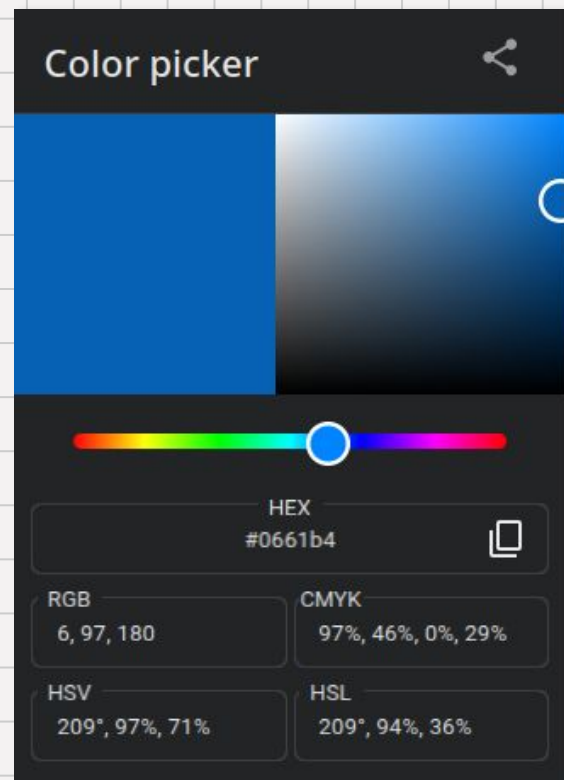 Color picker
HEX
#0661b4
RGB
6, 97, 180
CMYK
97%, 46%, 0%, 29%
HSV
209°, 97%, 71%
HSL
209°, 94%, 36%